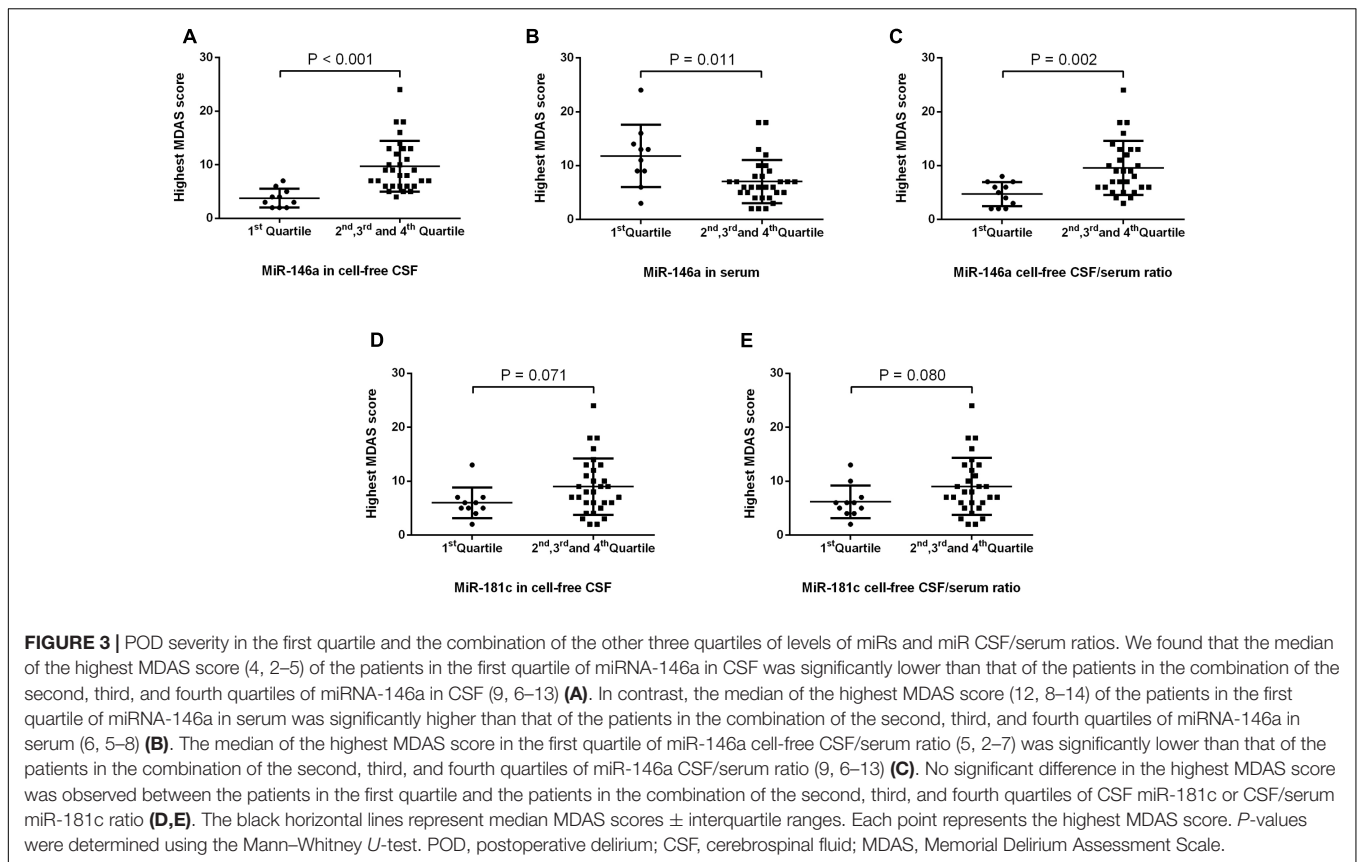 A
B
C
30
20
10
0
Highest MDAS score
P < 0.001
1st Quartile
2nd,3rd and 4th Quartile
MiR-146a in cell-free CSF
30
20
10
0
Highest MDAS score
P = 0.011
1stQuartile
2nd,3rd and 4th Quartile
MiR-146a in serum
30
20
10
0
Highest MDAS score
P = 0.002
1st Quartile
2nd,3rdand 4th Quartile
MiR-146a cell-free CSF/serum ratio
D
E
30
20
10
0
Highest MDAS score
P = 0.071
1stQuartile
2nd,3rdand 4thQuartile
MiR-181c in cell-free CSF
30
20
10
0
Highest MDAS score
P = 0.080
1stQuartile
2nd,3rdand 4thQuartile
MiR-181c cell-free CSF/serum ratio
FIGURE 3 | POD severity in the first quartile and the combination of the other three quartiles of levels of miRs and miR CSF/serum ratios. We found that the median
of the highest MDAS score (4, 2–5) of the patients in the first quartile of miRNA-146a in CSF was significantly lower than that of the patients in the combination of the
second, third, and fourth quartiles of miRNA-146a in CSF (9, 6–13) (A). In contrast, the median of the highest MDAS score (12, 8–14) of the patients in the first
quartile of miRNA-146a in serum was significantly higher than that of the patients in the combination of the second, third, and fourth quartiles of miRNA-146a in
serum (6, 5–8) (B). The median of the highest MDAS score in the first quartile of miR-146a cell-free CSF/serum ratio (5, 2–7) was significantly lower than that of the
patients in the combination of the second, third, and fourth quartiles of miR-146a CSF/serum ratio (9, 6–13) (C). No significant difference in the highest MDAS score
was observed between the patients in the first quartile and the patients in the combination of the second, third, and fourth quartiles of CSF miR-181c or CSF/serum
miR-181c ratio (D,E). The black horizontal lines represent median MDAS scores ± interquartile ranges. Each point represents the highest MDAS score. P-values
were determined using the Mann–Whitney U-test. POD, postoperative delirium; CSF, cerebrospinal fluid; MDAS, Memorial Delirium Assessment Scale.